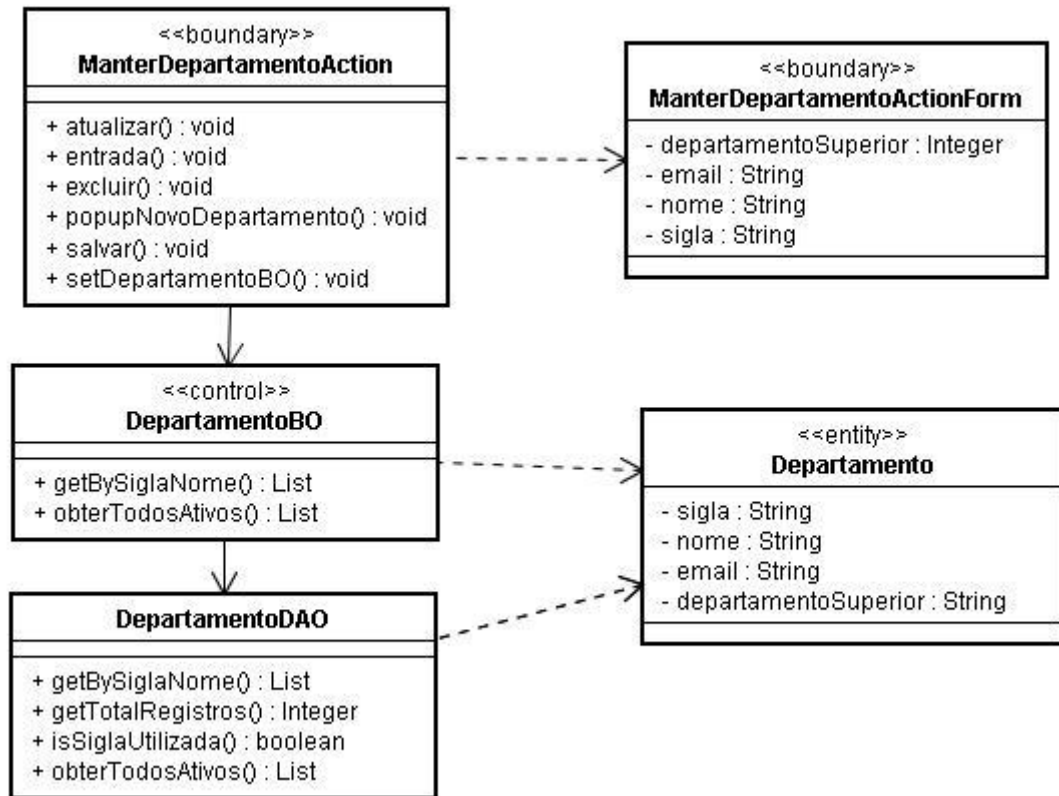 <<boundary>>
ManterDepartamentoAction
+ atualizar() : void
+ entrada() : void
+ excluir() : void
+ popupNovoDepartamento() : void
+ salvar() : void
+ setDepartamentoBO() : void
<<boundary>>
ManterDepartamentoActionForm
- departamentoSuperior : Integer
- email : String
- nome : String
- sigla : String
<<control>>
DepartamentoBO
+ getBySiglaNome() : List
+ obterTodosAtivos() : List
<<entity>>
Departamento
- sigla : String
- nome : String
- email : String
- departamentoSuperior : String
DepartamentoDAO
+ getBySiglaNome() : List
+ getTotalRegistros() : Integer
+ isSiglaUtilizada() : boolean
+ obterTodosAtivos() : List